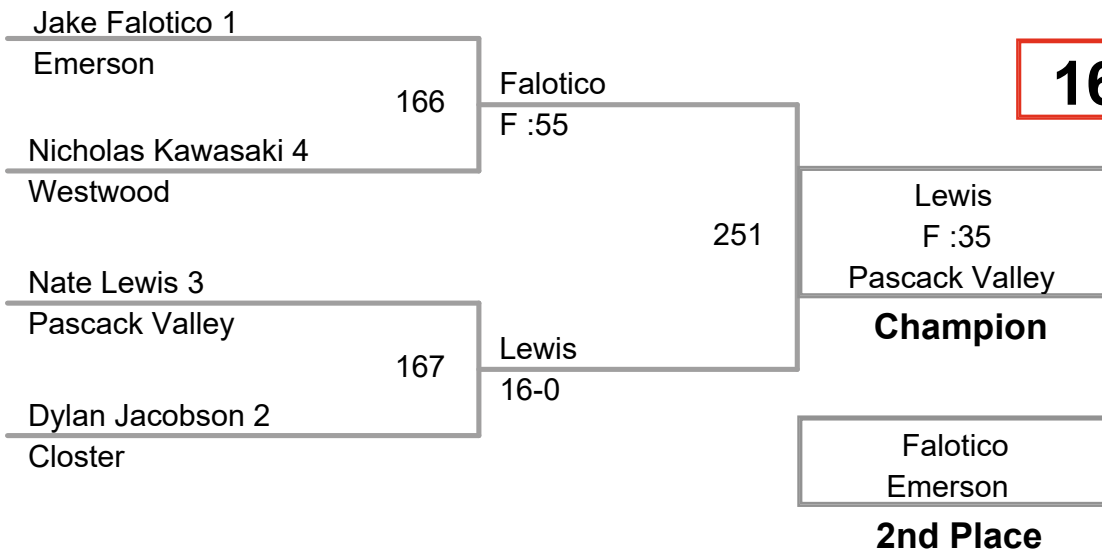 Jake Falotico 1
Emerson
166
Nicholas Kawasaki 4
Westwood
Falotico
F :55
Nate Lewis 3
Pascack Valley
167
Dylan Jacobson 2
Closter
Lewis
16-0
251
Lewis
F :35
Pascack Valley
Champion
Falotico
Emerson
2nd Place